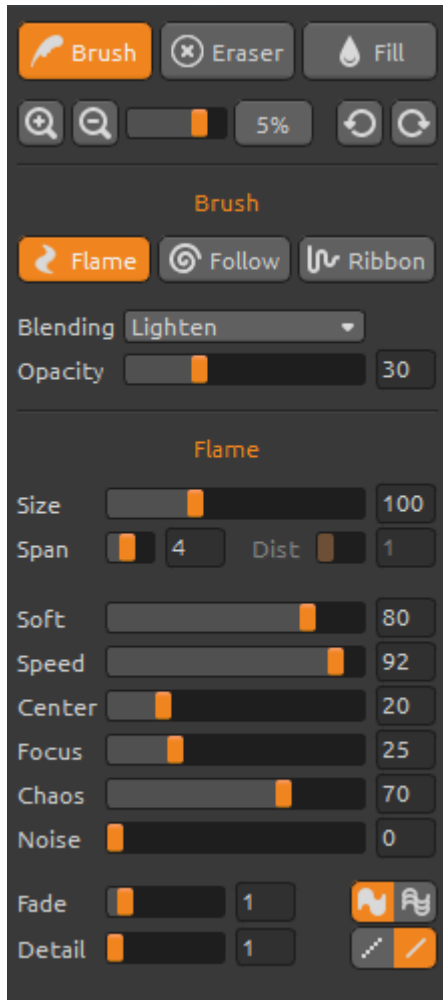 Brush Eraser Fill
5%
Brush
Flame Follow Ribbon
Blending Lighten
Opacity 30
Flame
Size 100
Span 4 Dist 1
Soft 80
Speed 92
Center 20
Focus 25
Chaos 70
Noise 0
Fade 1
Detail 1